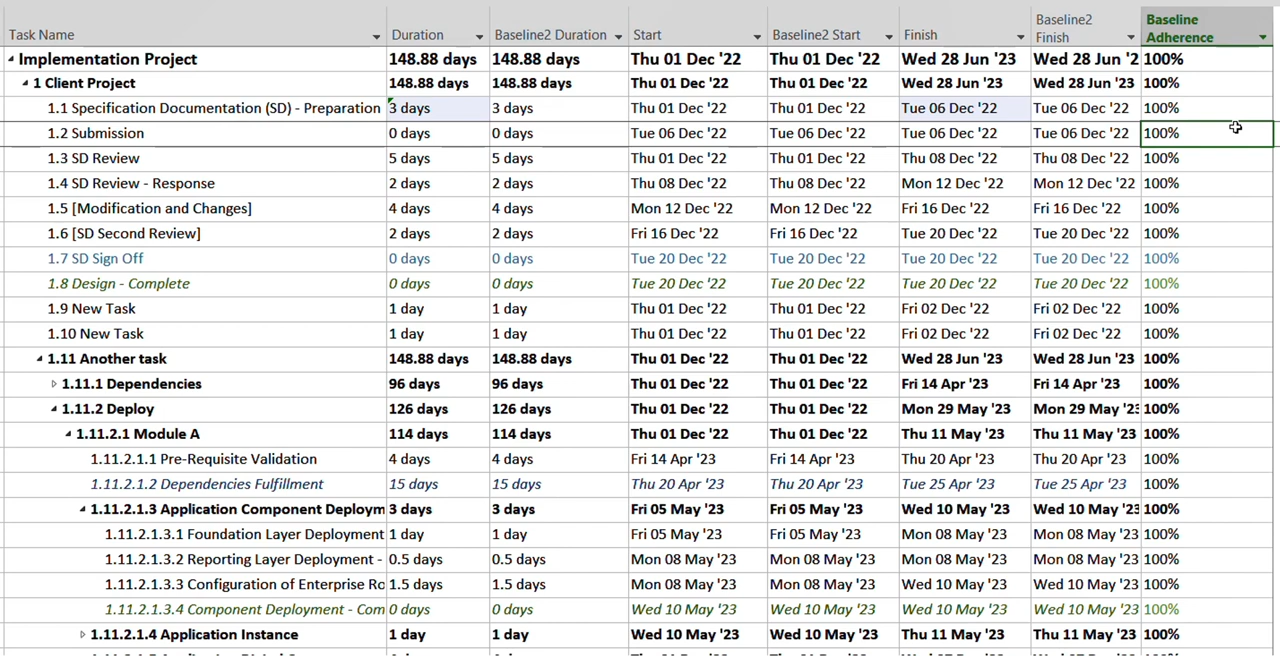 Task Name Duration Baseline2 Duration Start Baseline2 Start Finish Baseline2 Finish Baseline Adherence
Implementation Project 148.88 days 148.88 days Thu 01 Dec '22 Thu 01 Dec '22 Wed 28 Jun '23 Wed 28 Jun '2 100%
1 Client Project 148.88 days 148.88 days Thu 01 Dec '22 Thu 01 Dec '22 Wed 28 Jun '23 Wed 28 Jun '23 100%
1.1 Specification Documentation (SD) - Preparation 3 days 3 days Thu 01 Dec '22 Thu 01 Dec '22 Tue 06 Dec '22 Tue 06 Dec '22 100%
1.2 Submission 0 days 0 days Tue 06 Dec '22 Tue 06 Dec '22 Tue 06 Dec '22 Tue 06 Dec '22 100%
1.3 SD Review 5 days 5 days Thu 01 Dec '22 Thu 01 Dec '22 Thu 08 Dec '22 Thu 08 Dec '22 100%
1.4 SD Review - Response 2 days 2 days Thu 08 Dec '22 Thu 08 Dec '22 Mon 12 Dec '22 Mon 12 Dec '22 100%
1.5 [Modification and Changes] 4 days 4 days Mon 12 Dec '22 Mon 12 Dec '22 Fri 16 Dec '22 Fri 16 Dec '22 100%
1.6 [SD Second Review] 2 days 2 days Fri 16 Dec '22 Fri 16 Dec '22 Tue 20 Dec '22 Tue 20 Dec '22 100%
1.7 SD Sign Off 0 days 0 days Tue 20 Dec '22 Tue 20 Dec '22 Tue 20 Dec '22 Tue 20 Dec '22 100%
1.8 Design - Complete 0 days 0 days Tue 20 Dec '22 Tue 20 Dec '22 Tue 20 Dec '22 Tue 20 Dec '22 100%
1.9 New Task 1 day 1 day Thu 01 Dec '22 Thu 01 Dec '22 Fri 02 Dec '22 Fri 02 Dec '22 100%
1.10 New Task 1 day 1 day Thu 01 Dec '22 Thu 01 Dec '22 Fri 02 Dec '22 Fri 02 Dec '22 100%
1.11 Another task 148.88 days 148.88 days Thu 01 Dec '22 Thu 01 Dec '22 Wed 28 Jun '23 Wed 28 Jun '23 100%
1.11.1 Dependencies 96 days 96 days Thu 01 Dec '22 Thu 01 Dec '22 Fri 14 Apr '23 Fri 14 Apr '23 100%
1.11.2 Deploy 126 days 126 days Thu 01 Dec '22 Thu 01 Dec '22 Mon 29 May '23 Mon 29 May '23 100%
1.11.2.1 Module A 114 days 114 days Thu 01 Dec '22 Thu 01 Dec '22 Thu 11 May '23 Thu 11 May '23 100%
1.11.2.1.1 Pre-Requisite Validation 4 days 4 days Fri 14 Apr '23 Fri 14 Apr '23 Thu 20 Apr '23 Thu 20 Apr '23 100%
1.11.2.1.2 Dependencies Fulfillment 15 days 15 days Thu 20 Apr '23 Thu 20 Apr '23 Tue 25 Apr '23 Tue 25 Apr '23 100%
1.11.2.1.3 Application Component Deploym 3 days 3 days Fri 05 May '23 Fri 05 May '23 Wed 10 May '23 Wed 10 May '23 100%
1.11.2.1.3.1 Foundation Layer Deployment 1 day 1 day Fri 05 May '23 Fri 05 May '23 Mon 08 May '23 Mon 08 May '23 100%
1.11.2.1.3.2 Reporting Layer Deployment - 0.5 days 0.5 days Mon 08 May '23 Mon 08 May '23 Mon 08 May '23 Mon 08 May '23 100%
1.11.2.1.3.3 Configuration of Enterprise Ro 1.5 days 1.5 days Mon 08 May '23 Mon 08 May '23 Wed 10 May '23 Wed 10 May '23 100%
1.11.2.1.3.4 Component Deployment - Com 0 days 0 days Wed 10 May '23 Wed 10 May '23 Wed 10 May '23 Wed 10 May '23 100%
1.11.2.1.4 Application Instance 1 day 1 day Wed 10 May '23 Wed 10 May '23 Thu 11 May '23 Thu 11 May '23 100%